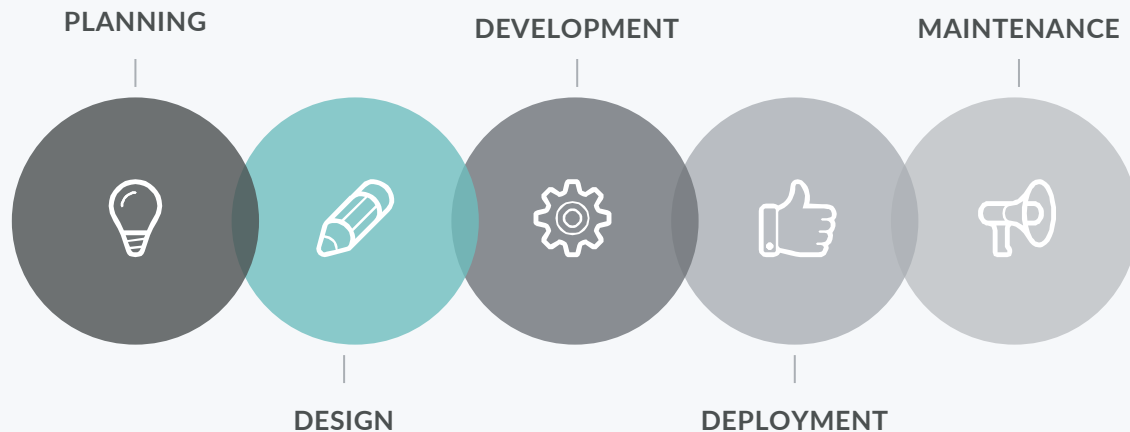 PLANNING
DEVELOPMENT
MAINTENANCE
DESIGN
DEPLOYMENT